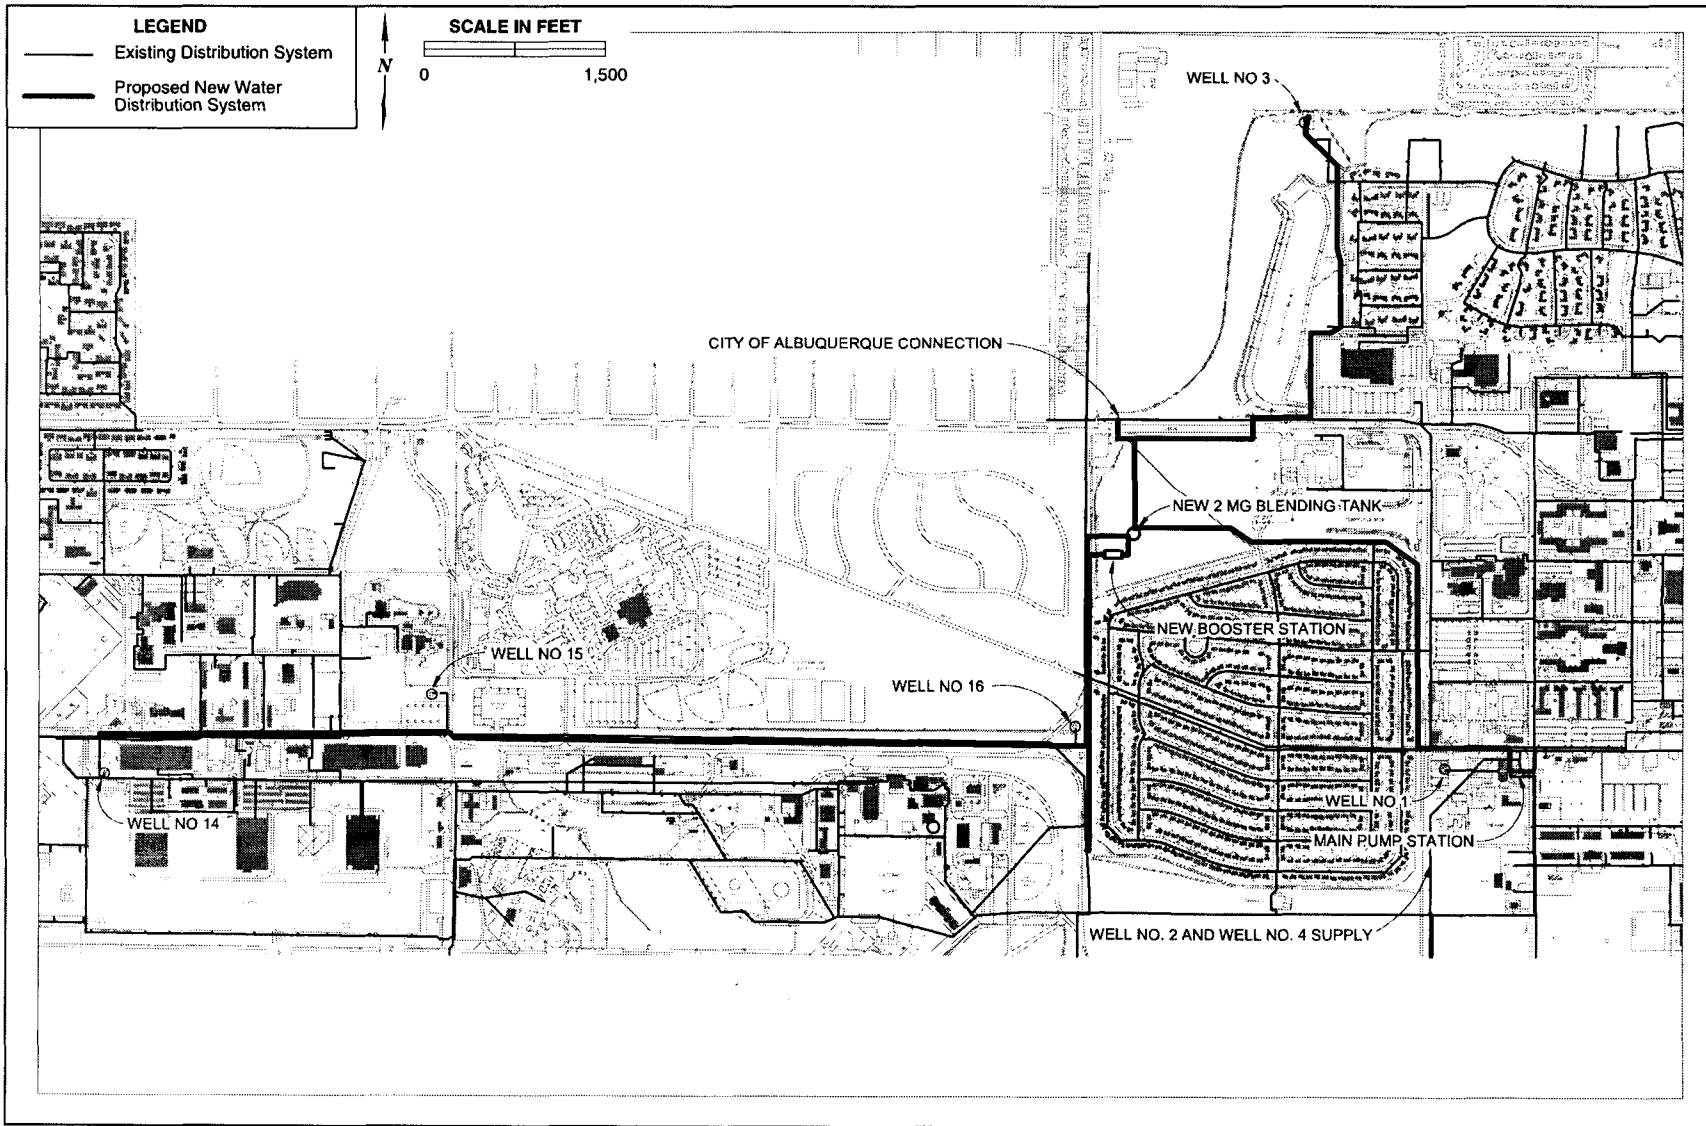 LEGEND
Existing Distribution System
Proposed New Water
Distribution System
N
SCALE IN FEET
0 1,500
WELL NO 3
CITY OF ALBUQUERQUE CONNECTION
NEW 2 MG BLENDING TANK
NEW BOOSTER STATION
WELL NO 15
WELL NO 16
WELL NO 1
WELL NO 14
MAIN PUMP STATION
WELL NO. 2 AND WELL NO. 4 SUPPLY